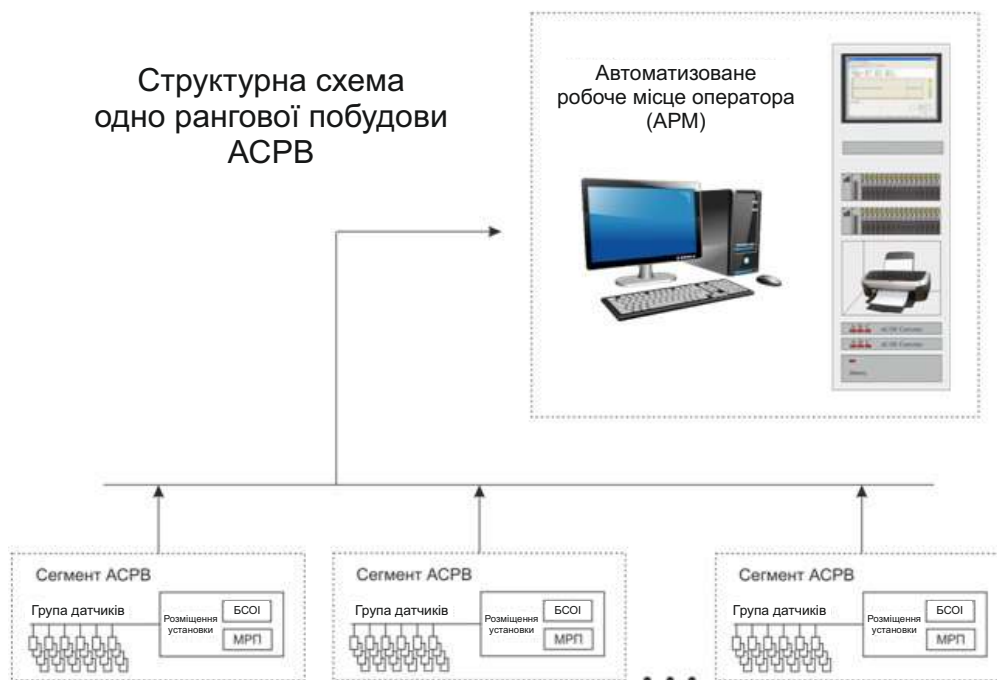 Структурна схема
одно рангової побудови
АСРВ
Автоматизоване
робоче місце оператора
(АРМ)
Сегмент АСРВ
Група датчиків
Розміщення
установки
БСОІ
МРП
Сегмент АСРВ
Група датчиків
Розміщення
установки
БСОІ
МРП
Сегмент АСРВ
Група датчиків
Розміщення
установки
БСОІ
МРП